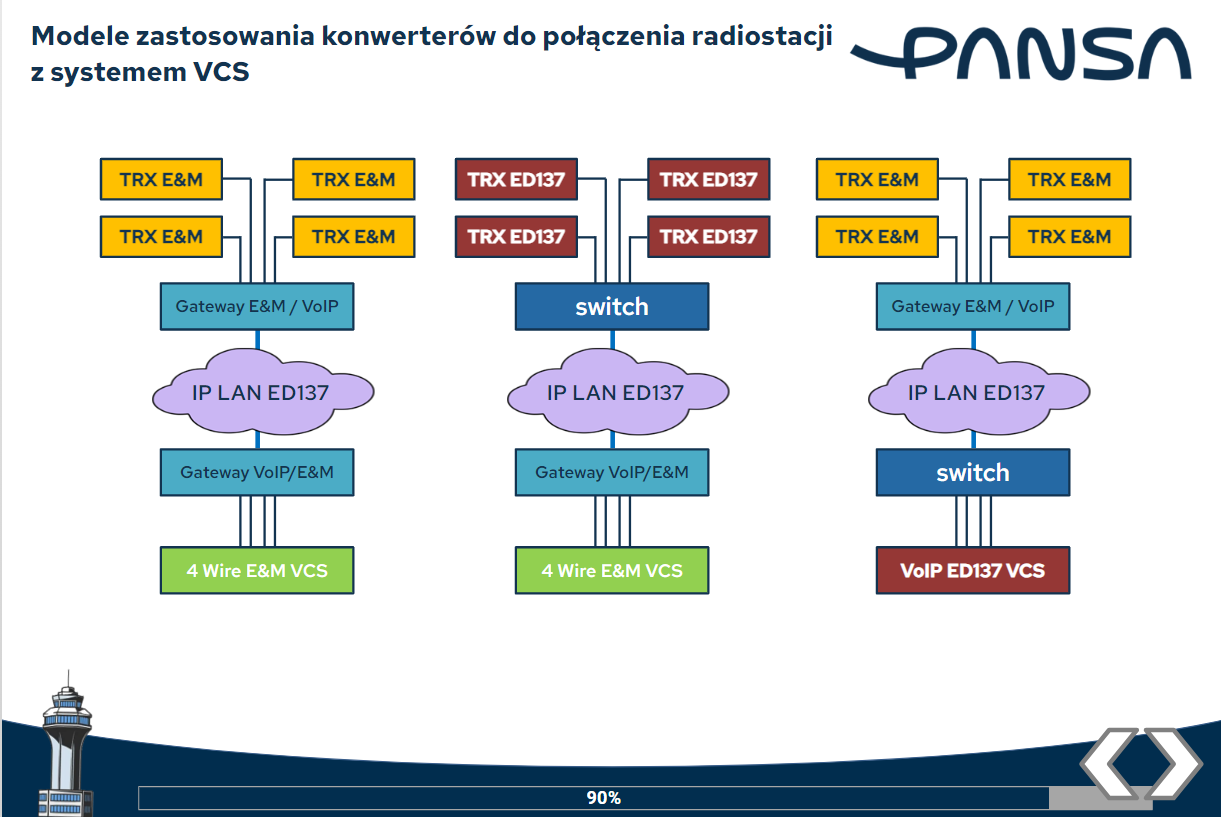 Modele zastosowania konwerterów do połączenia radiostacji
z systemem VCS
PANSA
TRX E&M
TRX E&M
TRX E&M
TRX E&M
Gateway E&M / VoIP
IP LAN ED137
Gateway VoIP/E&M
4 Wire E&M VCS
TRX ED137
TRX ED137
TRX ED137
TRX ED137
switch
IP LAN ED137
Gateway VoIP/E&M
4 Wire E&M VCS
TRX E&M
TRX E&M
TRX E&M
TRX E&M
Gateway E&M / VoIP
IP LAN ED137
switch
VoIP ED137 VCS
90%